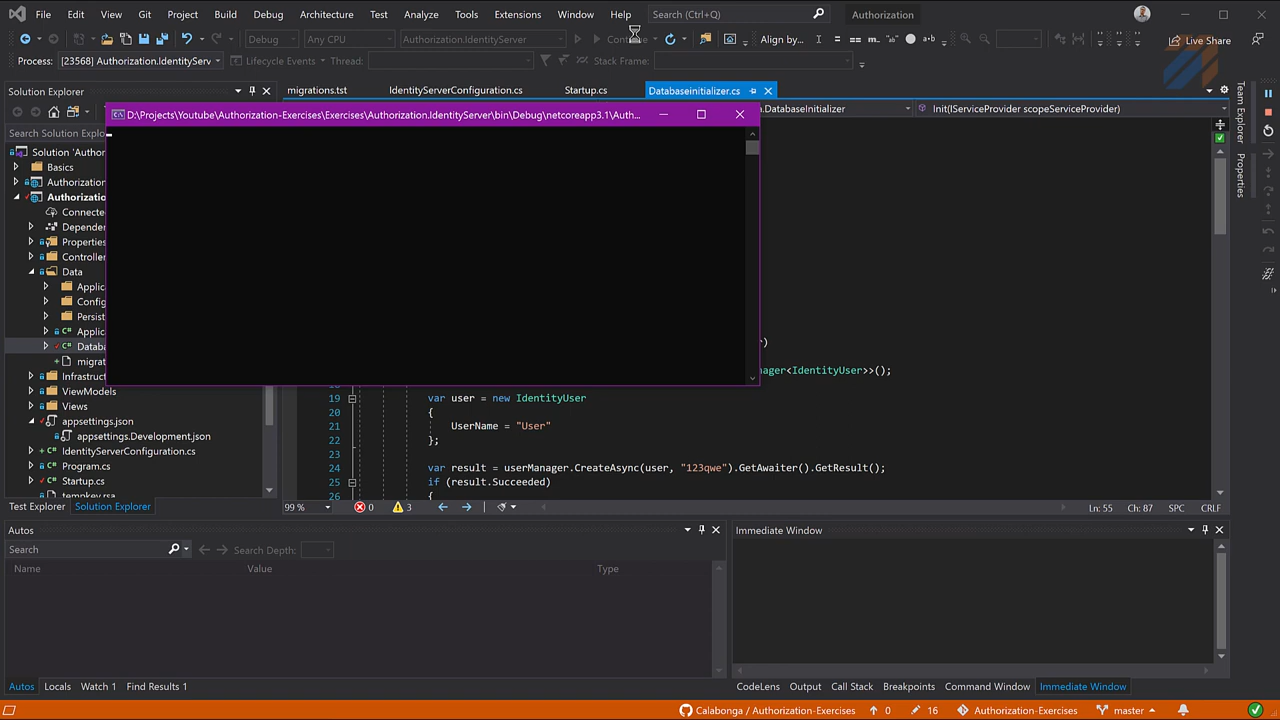 File Edit View Git Project Build Debug Architecture Test Analyze Tools Extensions Window Help Search (Ctrl+Q) Authorization
Debug Any CPU Authorization.IdentityServer Continue Align by... Live Share
Process: [23568] Authorization.IdentityServ Lifecycle Events Thread: Stack Frame:
Solution Explorer
migrations.tst IdentityServerConfiguration.cs Startup.cs DatabaseInitializer.cs
.DatabaseInitializer Init(IServiceProvider scopeServiceProvider)
D:\Projects\Youtube\Authorization-Exercises\Exercises\Authorization.IdentityServer\bin\Debug\netcoreapp3.1\Auth...
Search Solution Explo
Solution 'Author
Basics
Authorization
Authorizatio
Connecte
Depende
Properties
Controlle
Data
Applic
Config
Persist
Applic
Databa
migrat
Infrastruc
ViewModels
Views
appsettings.json
appsettings.Development.json
IdentityServerConfiguration.cs
Program.cs
Startup.cs
tempkey.rsa
Test Explorer Solution Explorer
r)
nager<IdentityUser>>();
19 var user = new IdentityUser
20 {
21 UserName = "User"
22 };
23
24 var result = userManager.CreateAsync(user, "123qwe").GetAwaiter().GetResult();
25 if (result.Succeeded)
26 {
99 % 0 3 Ln: 55 Ch: 87 SPC CRLF
Team Explorer
Properties
Autos
Search Search Depth:
Name Value Type
Immediate Window
Autos Locals Watch 1 Find Results 1
CodeLens Output Call Stack Breakpoints Command Window Immediate Window
Calabonga / Authorization-Exercises 0 16 Authorization-Exercises master